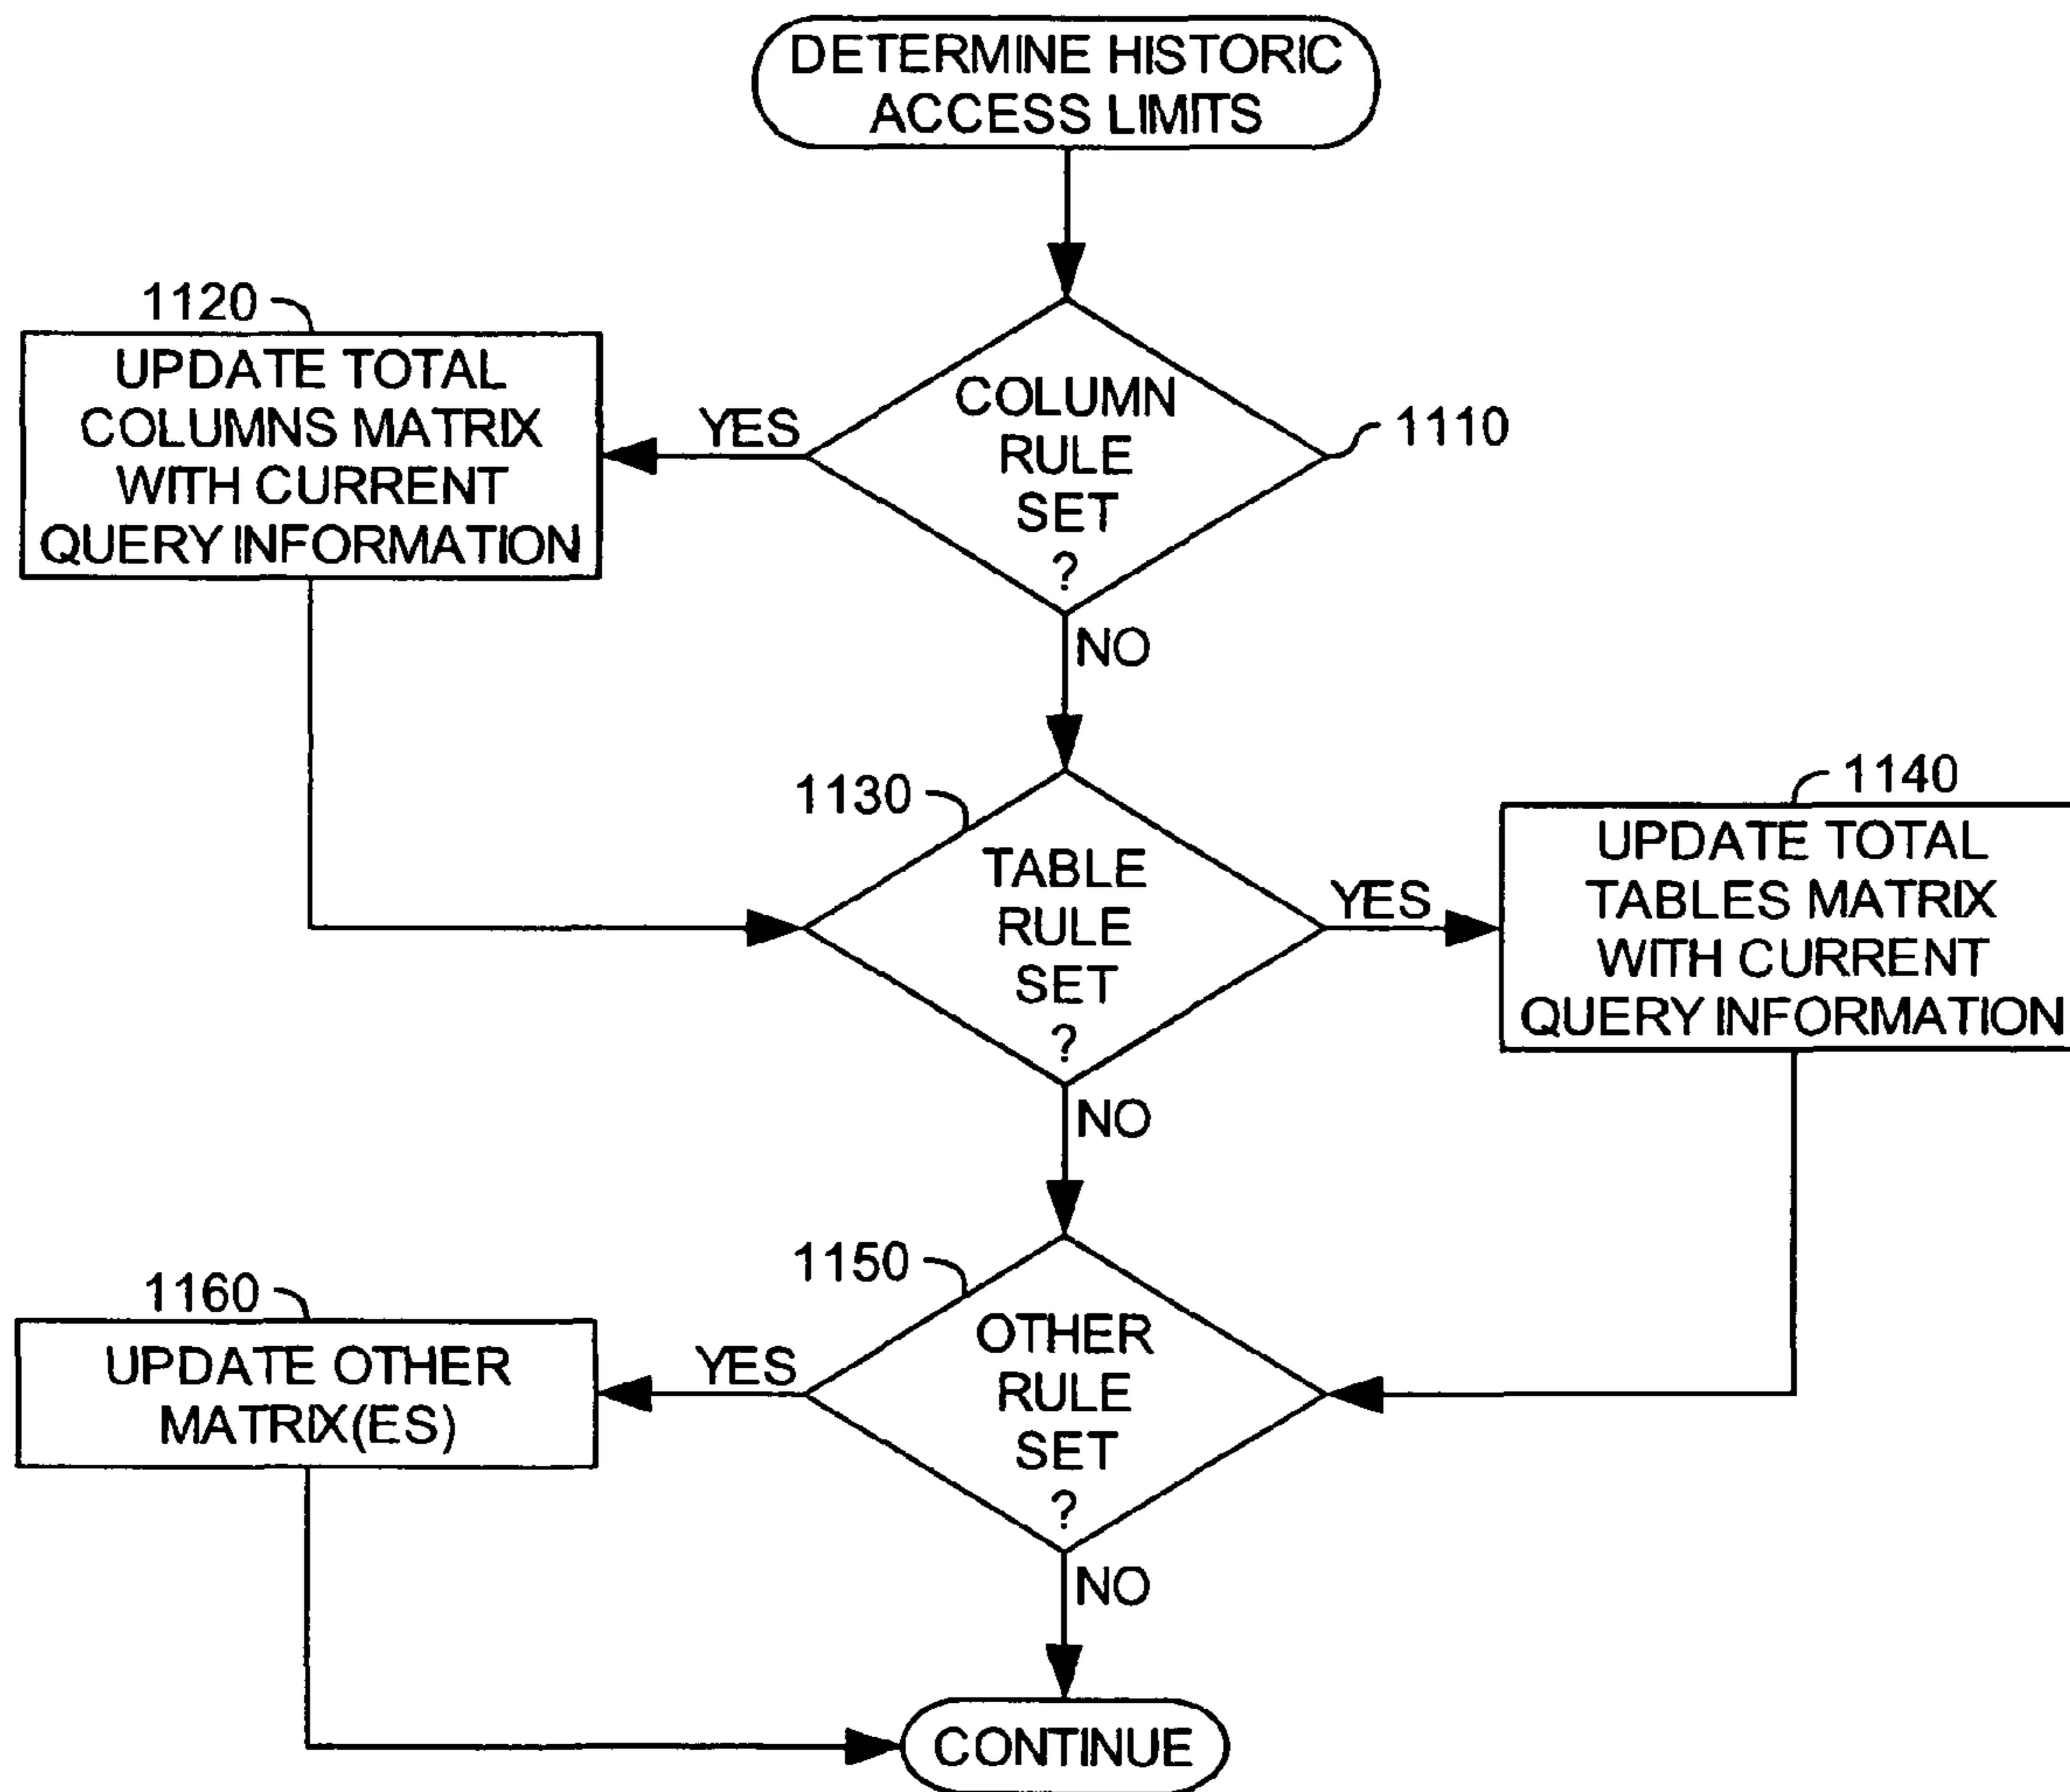 DETERMINE HISTORIC
ACCESS LIMITS
1120
UPDATE TOTAL
COLUMNS MATRIX
WITH CURRENT
QUERY INFORMATION
YES
COLUMN
RULE
SET
?
1110
NO
1130
TABLE
RULE
SET
?
YES
1140
UPDATE TOTAL
TABLES MATRIX
WITH CURRENT
QUERY INFORMATION
NO
1150
OTHER
RULE
SET
?
YES
1160
UPDATE OTHER
MATRIX(ES)
NO
CONTINUE